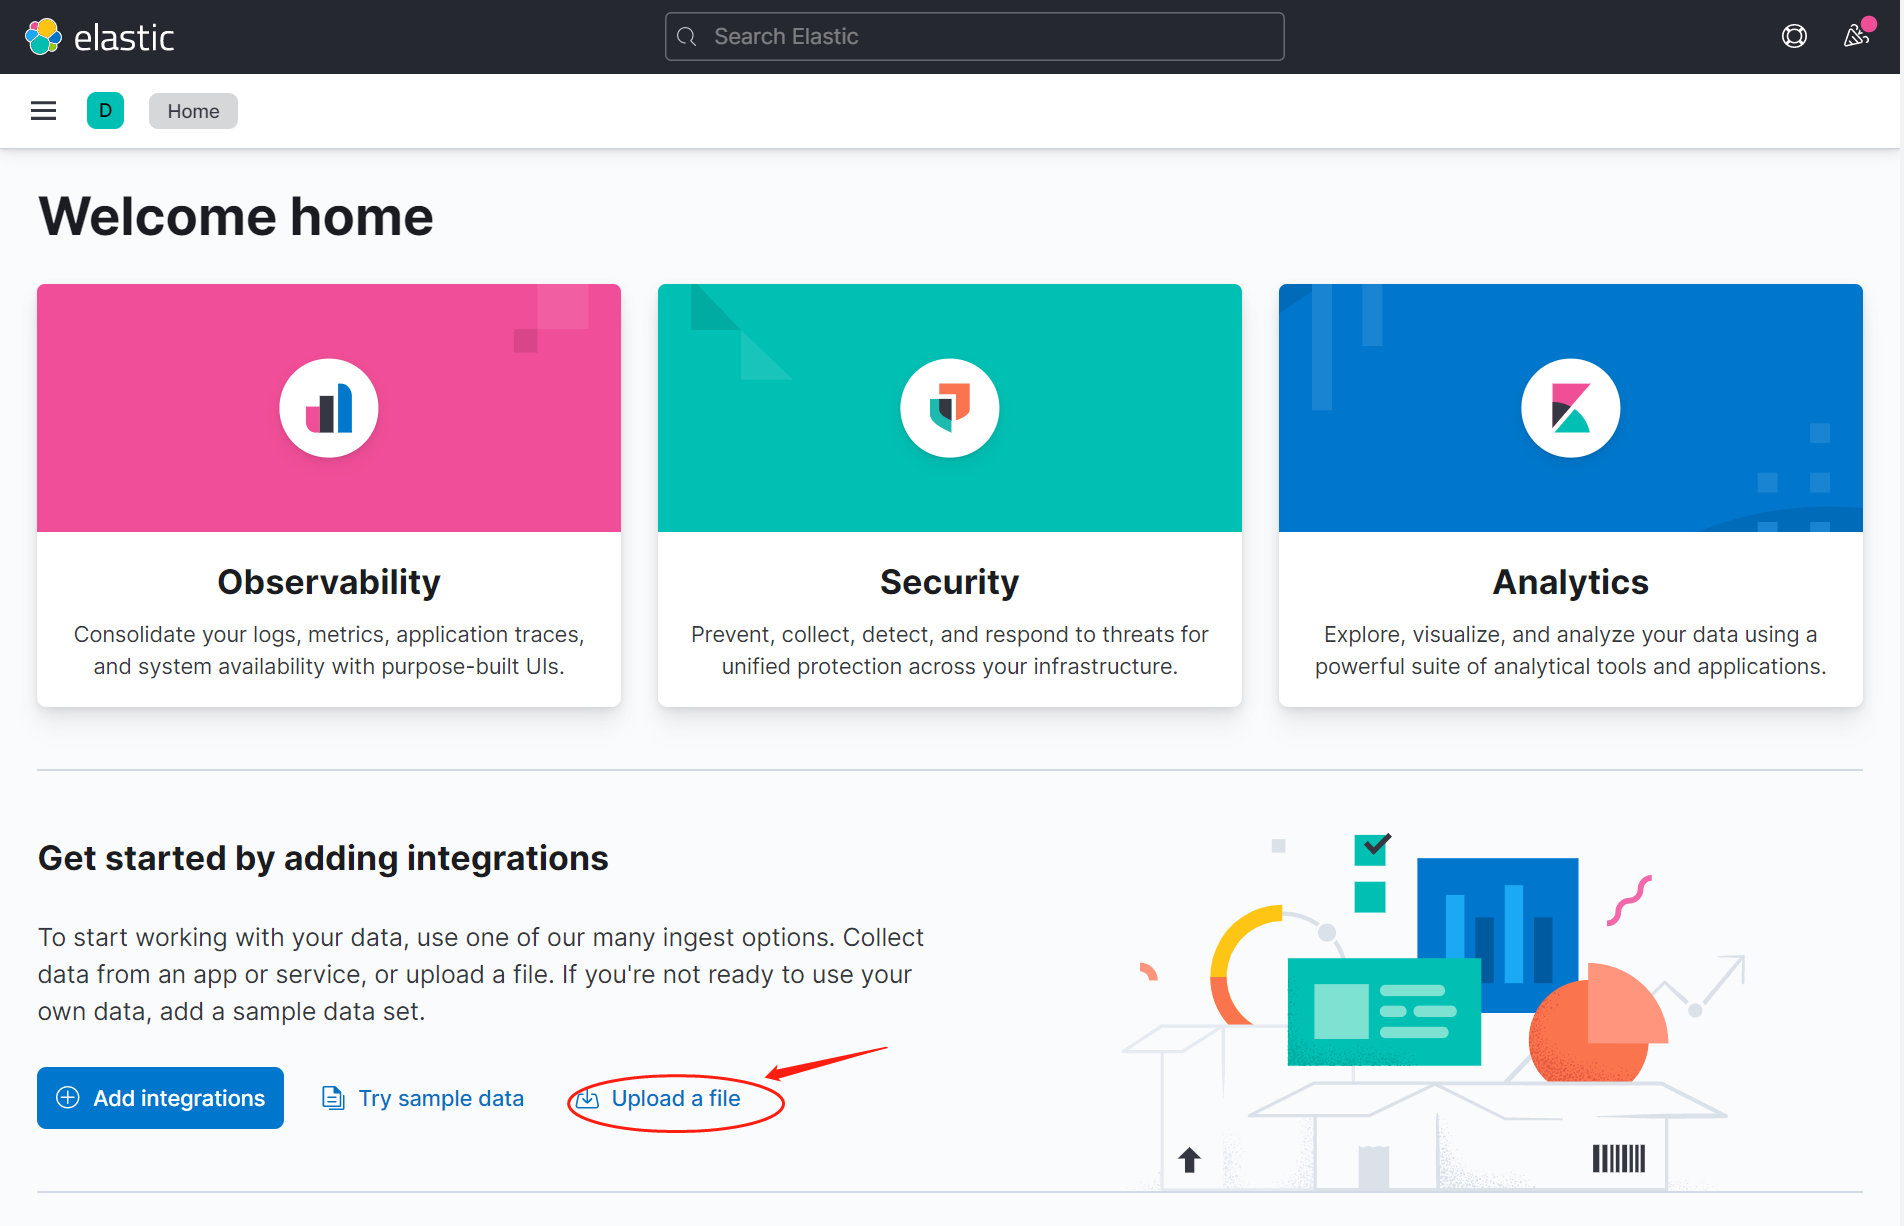 elastic
Search Elastic
D
Home
Welcome home
Observability
Consolidate your logs, metrics, application traces,
and system availability with purpose-built UIs.
Security
Prevent, collect, detect, and respond to threats for
unified protection across your infrastructure.
Analytics
Explore, visualize, and analyze your data using a
powerful suite of analytical tools and applications.
Get started by adding integrations
To start working with your data, use one of our many ingest options. Collect
data from an app or service, or upload a file. If you're not ready to use your
own data, add a sample data set.
Add integrations
Try sample data
Upload a file